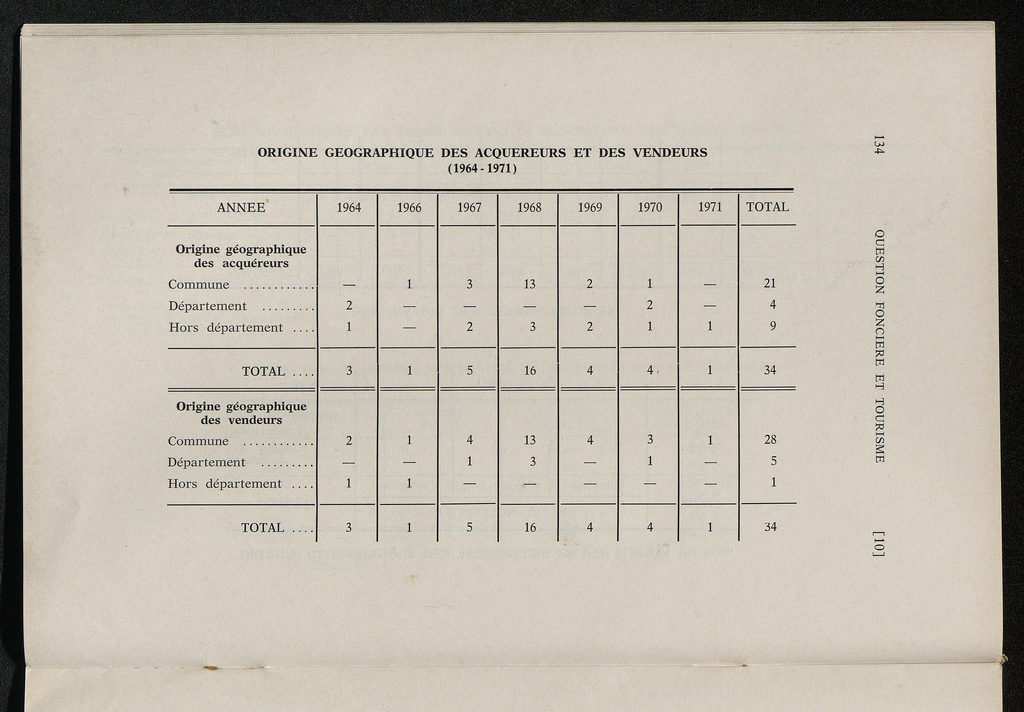 134 QUESTION FONCIERE ET TOURISME [10]
ORIGINE GEOGRAPHIQUE DES ACQUEREURS ET DES VENDEURS
(1964 - 1971)
ANNEE 1964 1966 1967 1968 1969 1970 1971 TOTAL
Origine géographique
des acquéreurs
Commune ............ — 1 3 13 2 1 — 21
Département ......... 2 — — — — 2 — 4
Hors département .... 1 — 2 3 2 1 1 9
TOTAL .... 3 1 5 16 4 4 1 34
Origine géographique
des vendeurs
Commune ............ 2 1 4 13 4 3 1 28
Département ......... — — 1 3 — 1 — 5
Hors département .... 1 1 — — — — — 1
TOTAL .... 3 1 5 16 4 4 1 34